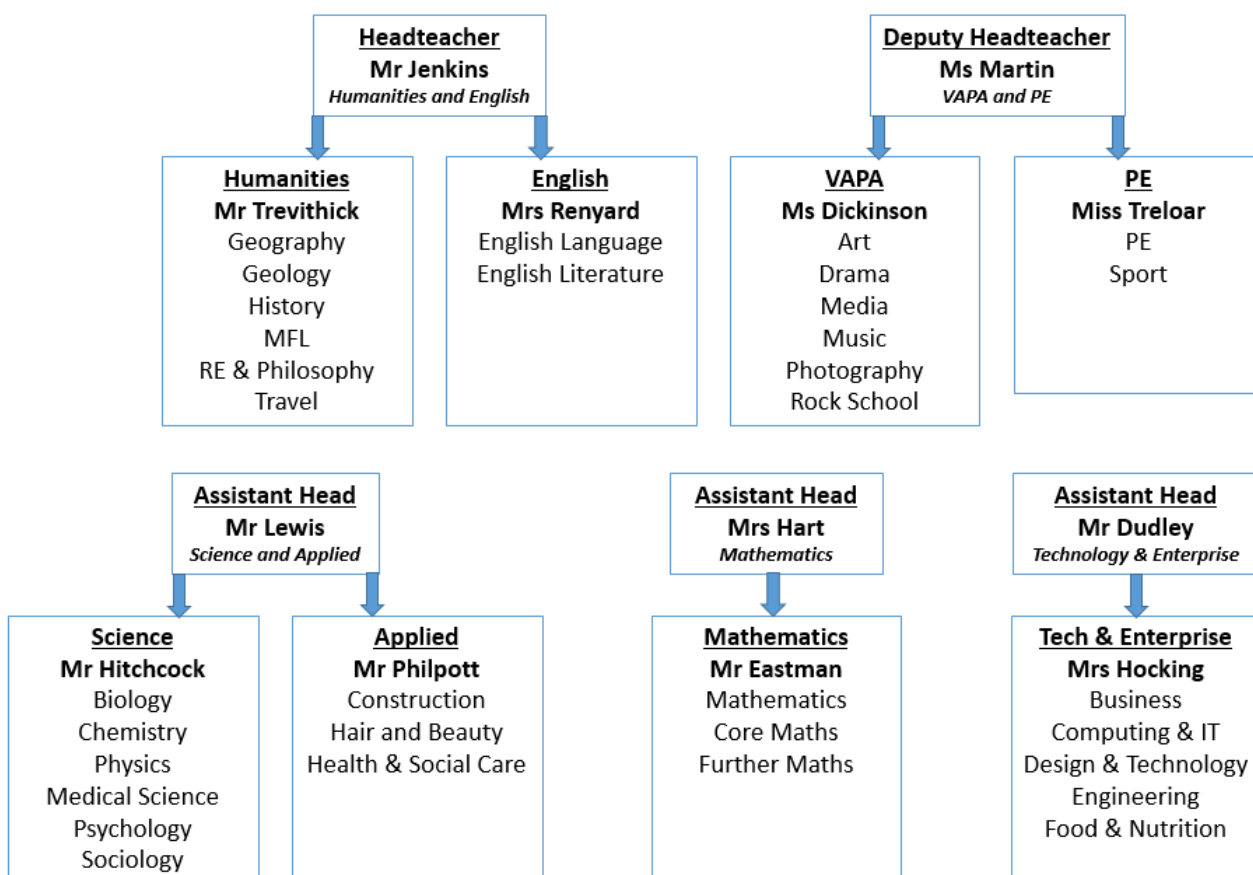 Headteacher
Mr Jenkins
Humanities and English
Deputy Headteacher
Ms Martin
VAPA and PE
Humanities
Mr Trevithick
Geography
Geology
History
MFL
RE & Philosophy
Travel
English
Mrs Renyard
English Language
English Literature
VAPA
Ms Dickinson
Art
Drama
Media
Music
Photography
Rock School
PE
Miss Treloar
PE
Sport
Assistant Head
Mr Lewis
Science and Applied
Assistant Head
Mrs Hart
Mathematics
Assistant Head
Mr Dudley
Technology & Enterprise
Science
Mr Hitchcock
Biology
Chemistry
Physics
Medical Science
Psychology
Sociology
Applied
Mr Philpott
Construction
Hair and Beauty
Health & Social Care
Mathematics
Mr Eastman
Mathematics
Core Maths
Further Maths
Tech & Enterprise
Mrs Hocking
Business
Computing & IT
Design & Technology
Engineering
Food & Nutrition